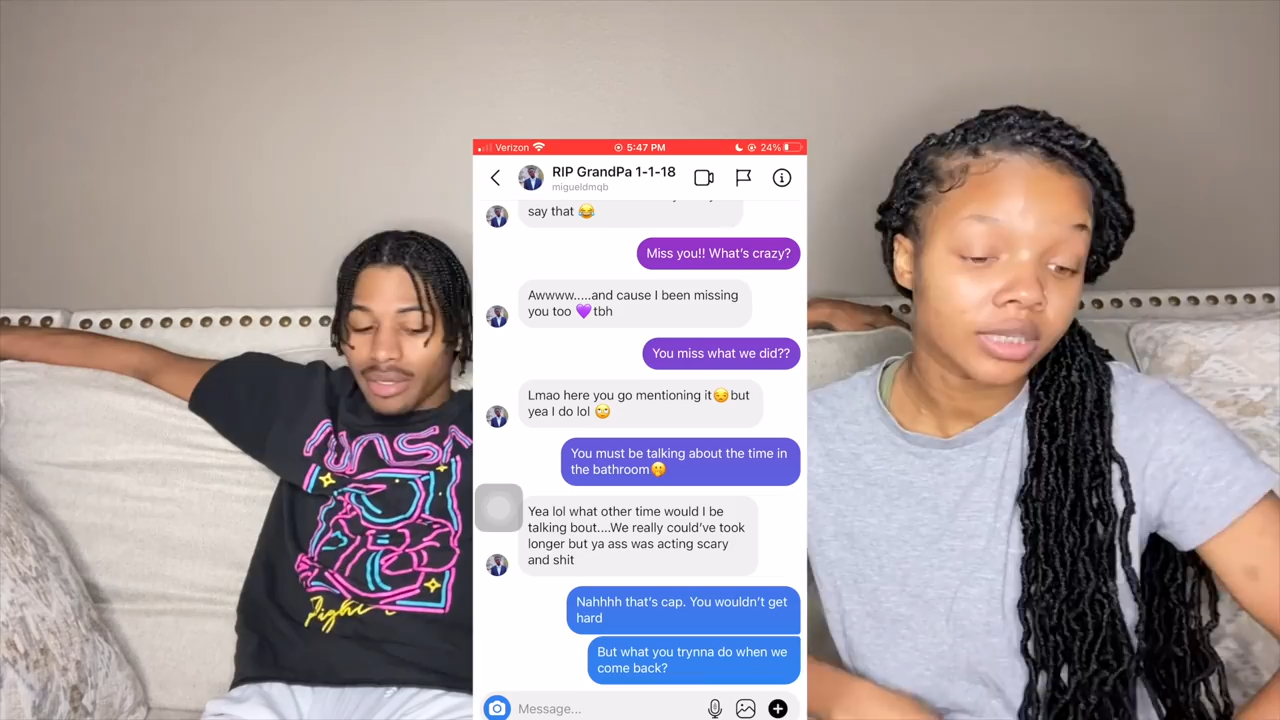 Verizon 5:47 PM 24%
RIP GrandPa 1-1-18
migueldmqb
say that 😂
Miss you!! What's crazy?
Awwww.....and cause I been missing
you too 💜tbh
You miss what we did??
Lmao here you go mentioning it😒but
yea I do lol 🙄
You must be talking about the time in
the bathroom🤭
Yea lol what other time would I be
talking bout....We really could've took
longer but ya ass was acting scary
and shit
Nahhhh that's cap. You wouldn't get
hard
But what you trynna do when we
come back?
Message...
NASA